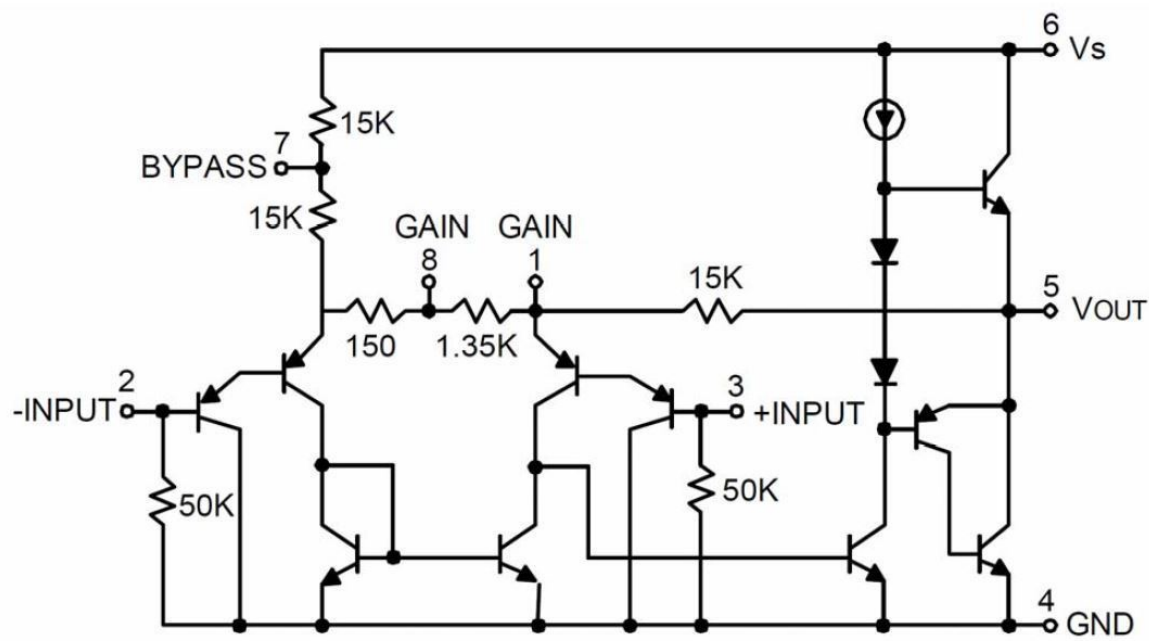 6
Vs
15K
7
BYPASS
15K
GAIN GAIN
8 1
15K
5
VOUT
150 1.35K
2
-INPUT
3
+INPUT
50K
50K
4
GND